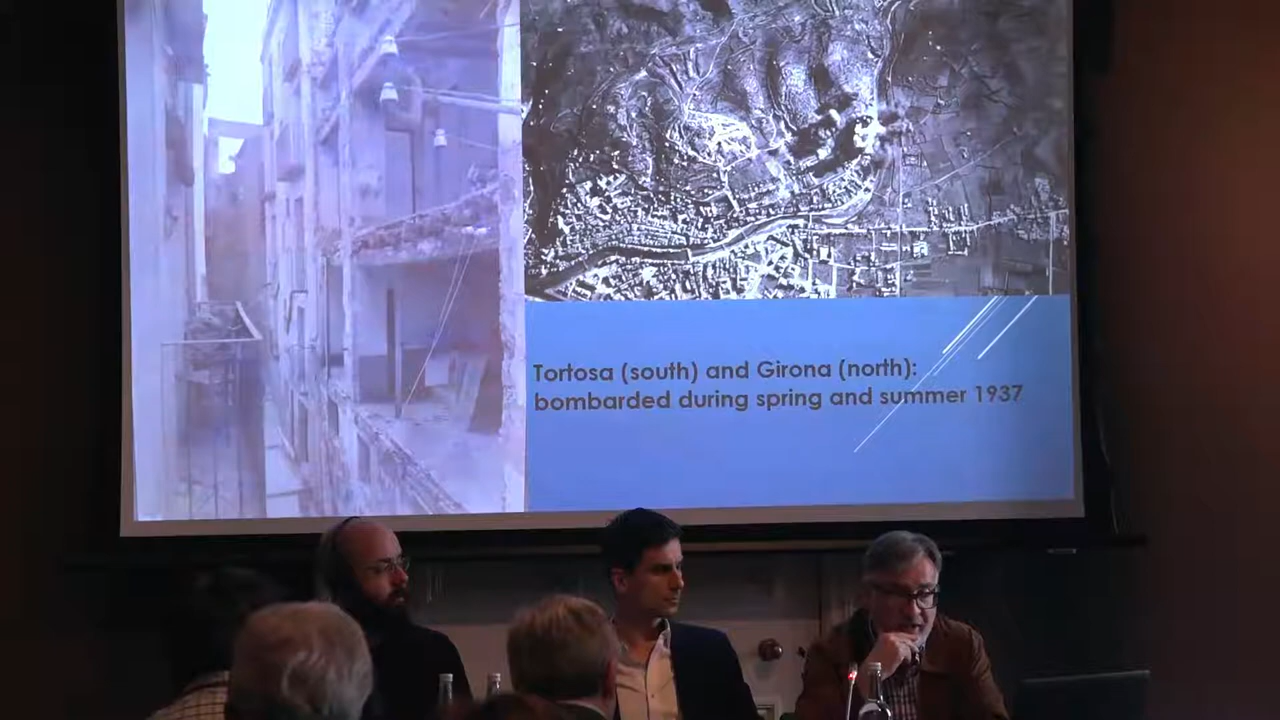 Tortosa (south) and Girona (north):
bombarded during spring and summer 1937